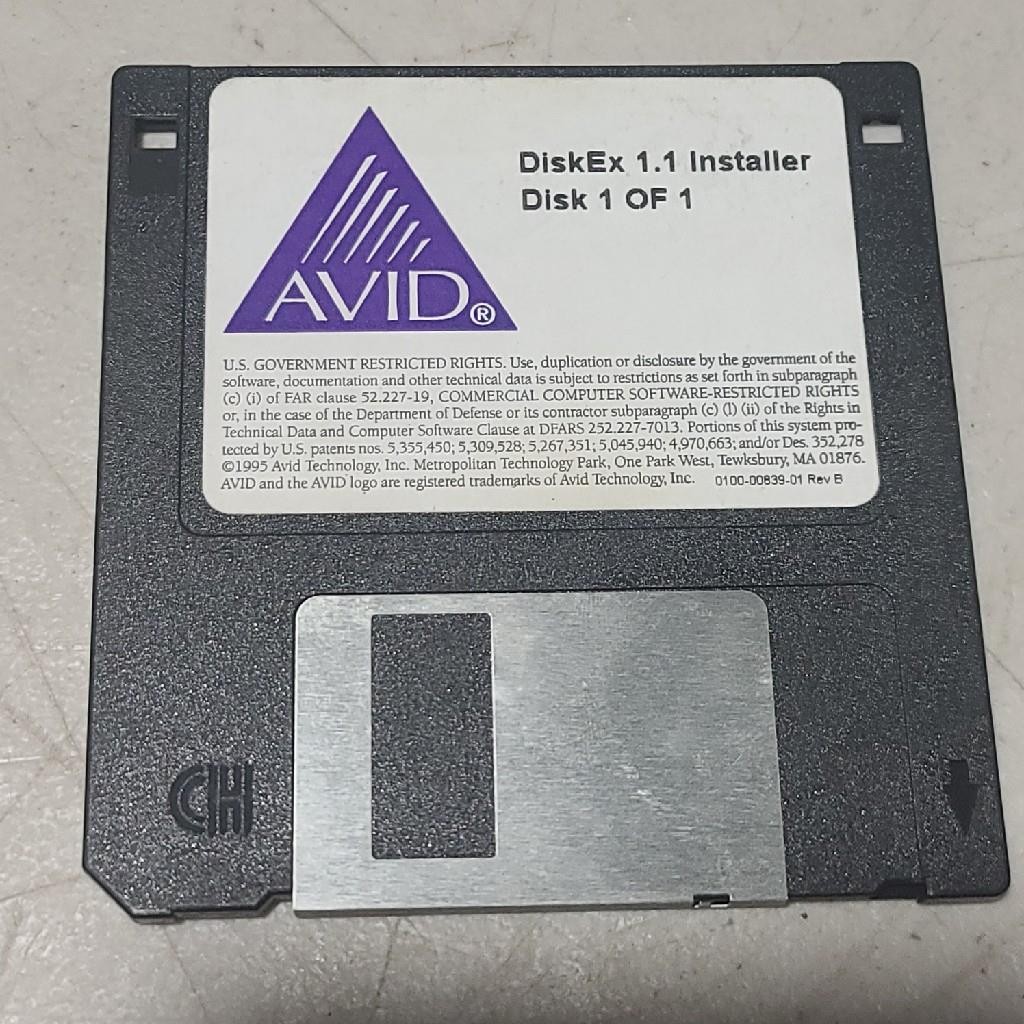 AVID®
DiskEx 1.1 Installer
Disk 1 OF 1
U.S. GOVERNMENT RESTRICTED RIGHTS. Use, duplication or disclosure by the government of the
software, documentation and other technical data is subject to restrictions as set forth in subparagraph
(c) (i) of FAR clause 52.227-19, COMMERCIAL COMPUTER SOFTWARE-RESTRICTED RIGHTS
or, in the case of the Department of Defense or its contractor subparagraph (c) (l) (ii) of the Rights in
Technical Data and Computer Software Clause at DFARS 252.227-7013. Portions of this system pro-
tected by U.S. patents nos. 5,355,450; 5,309,528; 5,267,351; 5,045,940; 4,970,663; and/or Des. 352,278
©1995 Avid Technology, Inc. Metropolitan Technology Park, One Park West, Tewksbury, MA 01876.
AVID and the AVID logo are registered trademarks of Avid Technology, Inc. 0100-00839-01 Rev B
CH